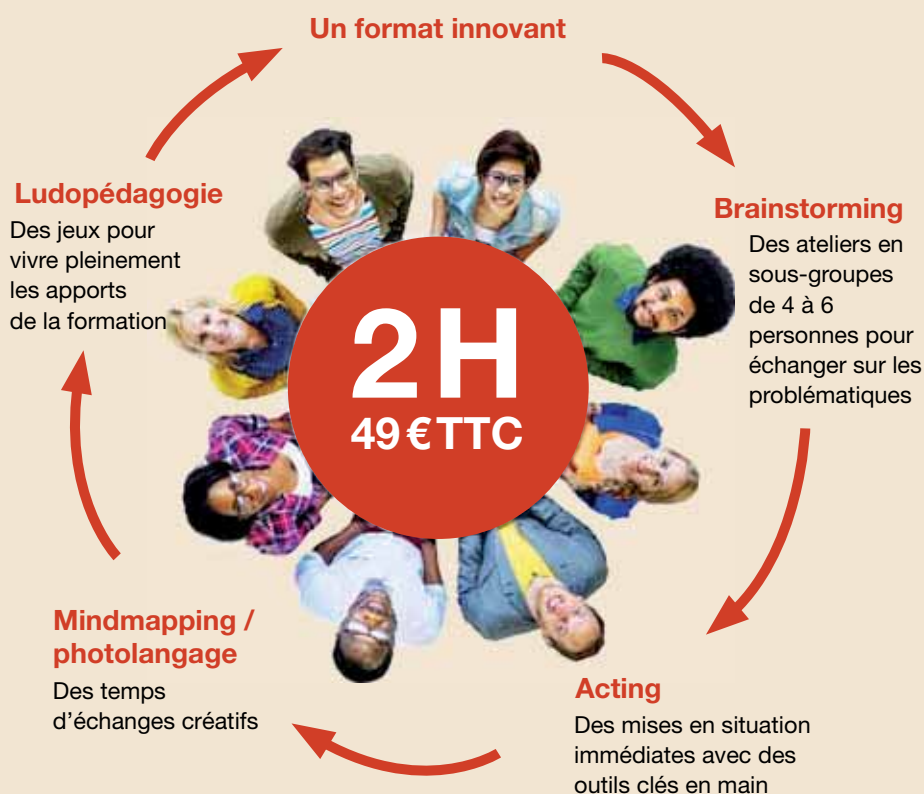 Un format innovant
Brainstorming
Des ateliers en
sous-groupes
de 4 à 6
personnes pour
échanger sur les
problématiques
Acting
Des mises en situation
immédiates avec des
outils clés en main
Mindmapping /
photolangage
Des temps
d’échanges créatifs
Ludopédagogie
Des jeux pour
vivre pleinement
les apports
de la formation
2 H
49 € TTC